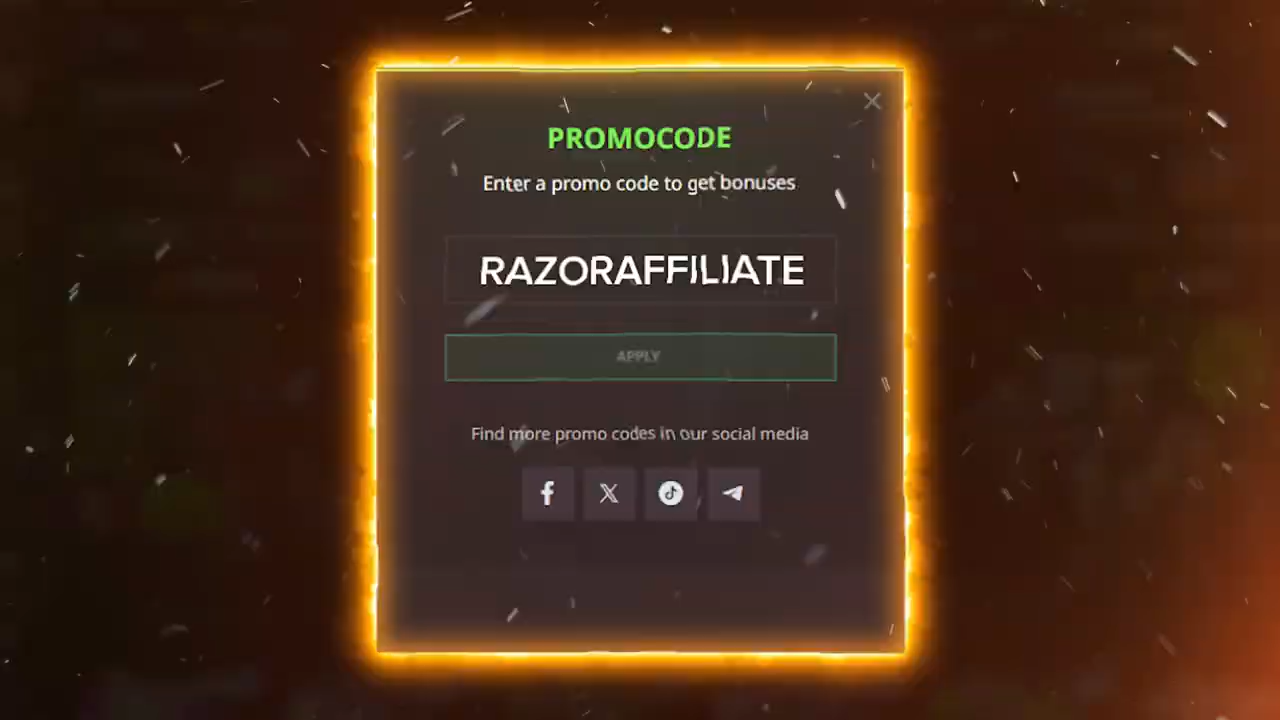 PROMOCODE
Enter a promo code to get bonuses
RAZORAFFILIATE
APPLY
Find more promo codes in our social media